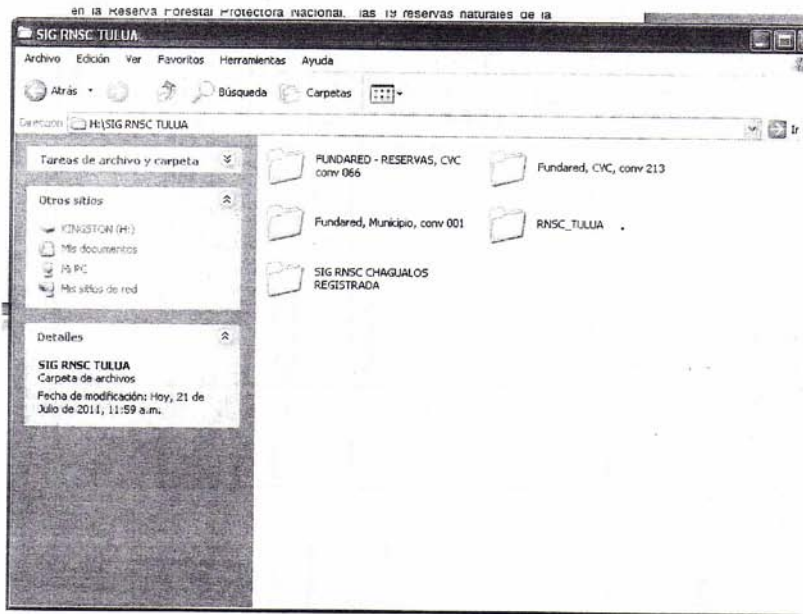 en la Reserva Forestal Protectora Nacional. las 19 reservas naturales de la
SIG RNSC TULUA
Archivo Edición Ver Favoritos Herramientas Ayuda
Atrás Búsqueda Carpetas
Dirección H:\SIG RNSC TULUA Ir
Tareas de archivo y carpeta
Otros sitios
KINGSTON (H:)
Mis documentos
Mi PC
Mis sitios de red
Detalles
SIG RNSC TULUA
Carpeta de archivos
Fecha de modificación: Hoy, 21 de
Julio de 2011, 11:59 a.m.
FUNDARED - RESERVAS, CVC
conv 066
Fundared, CVC, conv 213
Fundared, Municipio, conv 001
RNSC_TULUA
SIG RNSC CHAGUALOS
REGISTRADA